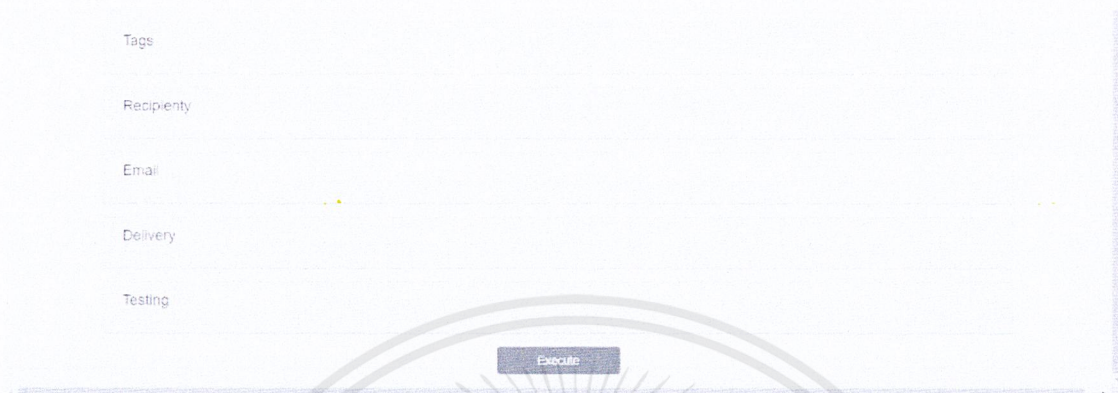 Tags
Recipienty
Email
Delivery
Testing
Execute